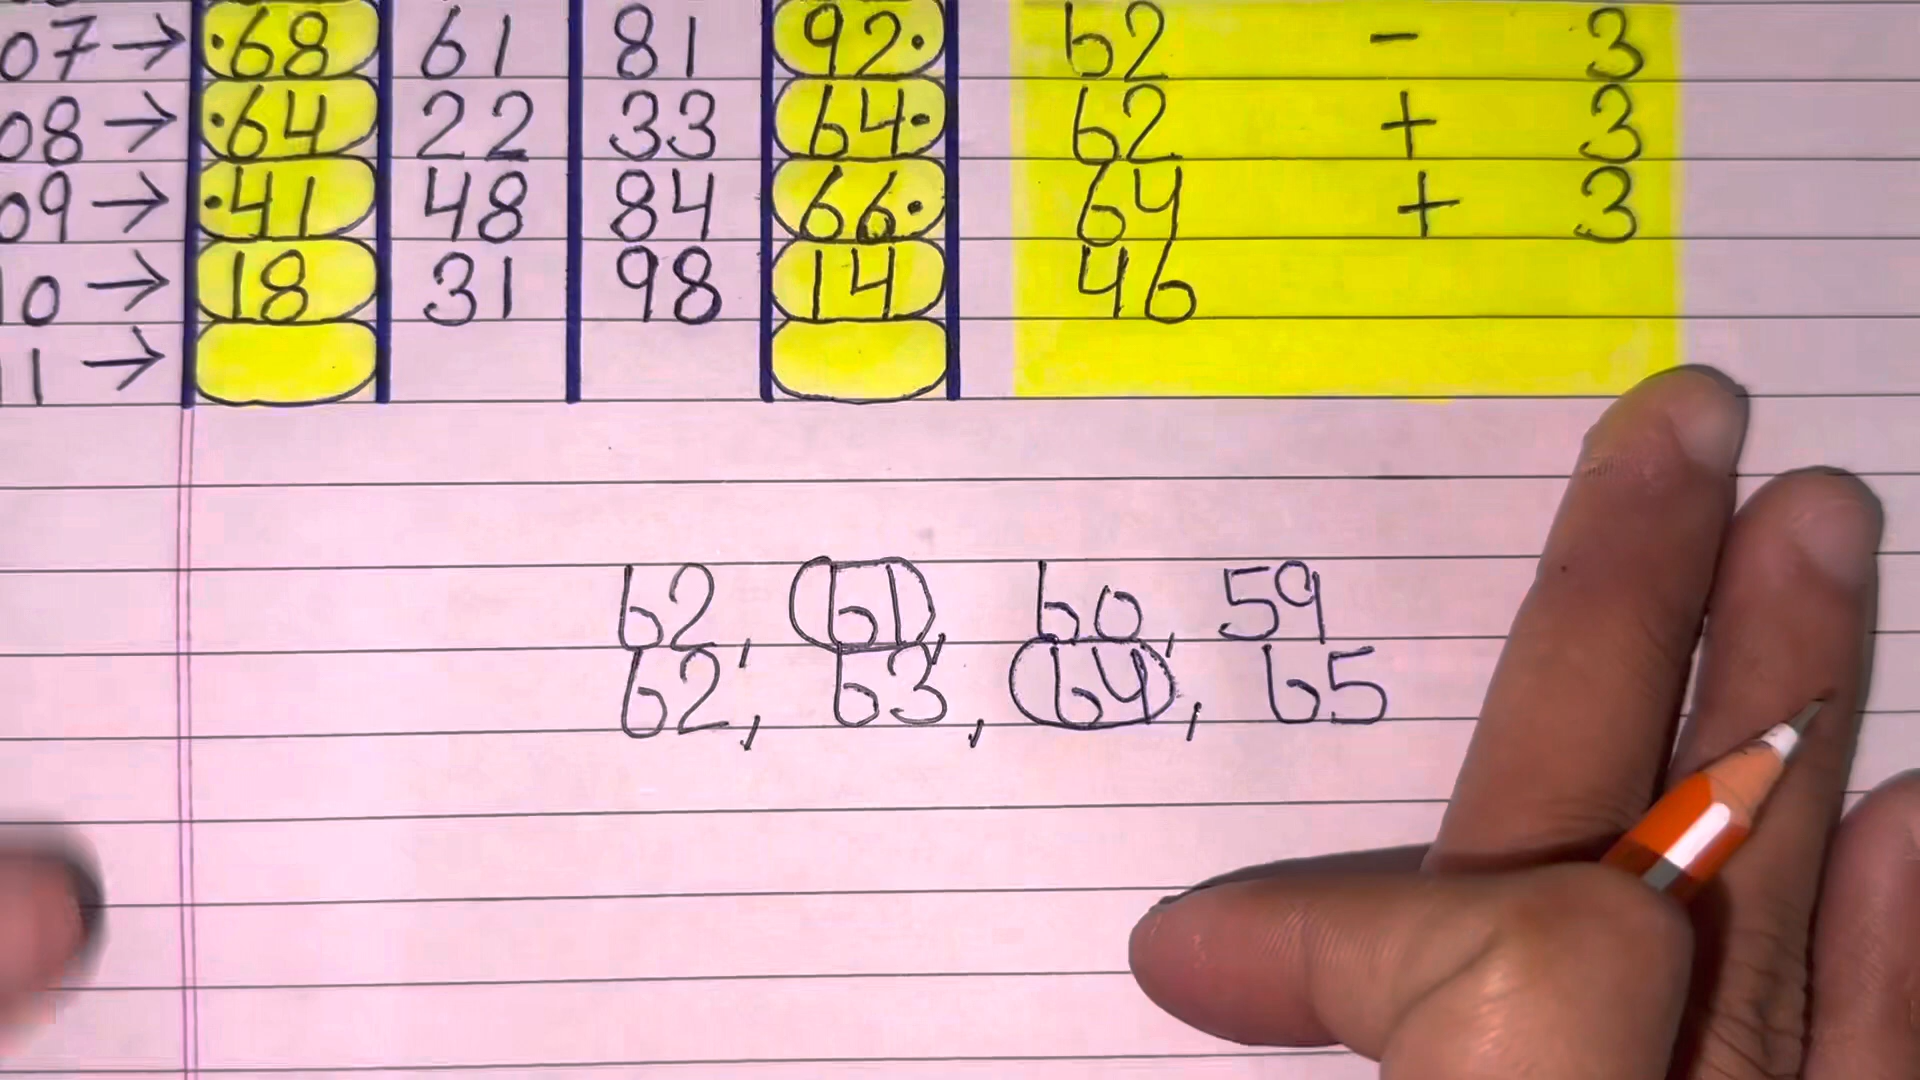 07 → .68 61 81 92. 62 - 3
08 → .64 22 33 64. 62 + 3
09 → .41 48 84 66. 64 + 3
10 → 18 31 98 14 46
11 →
62, 61, 60, 59
62, 63, 64, 65